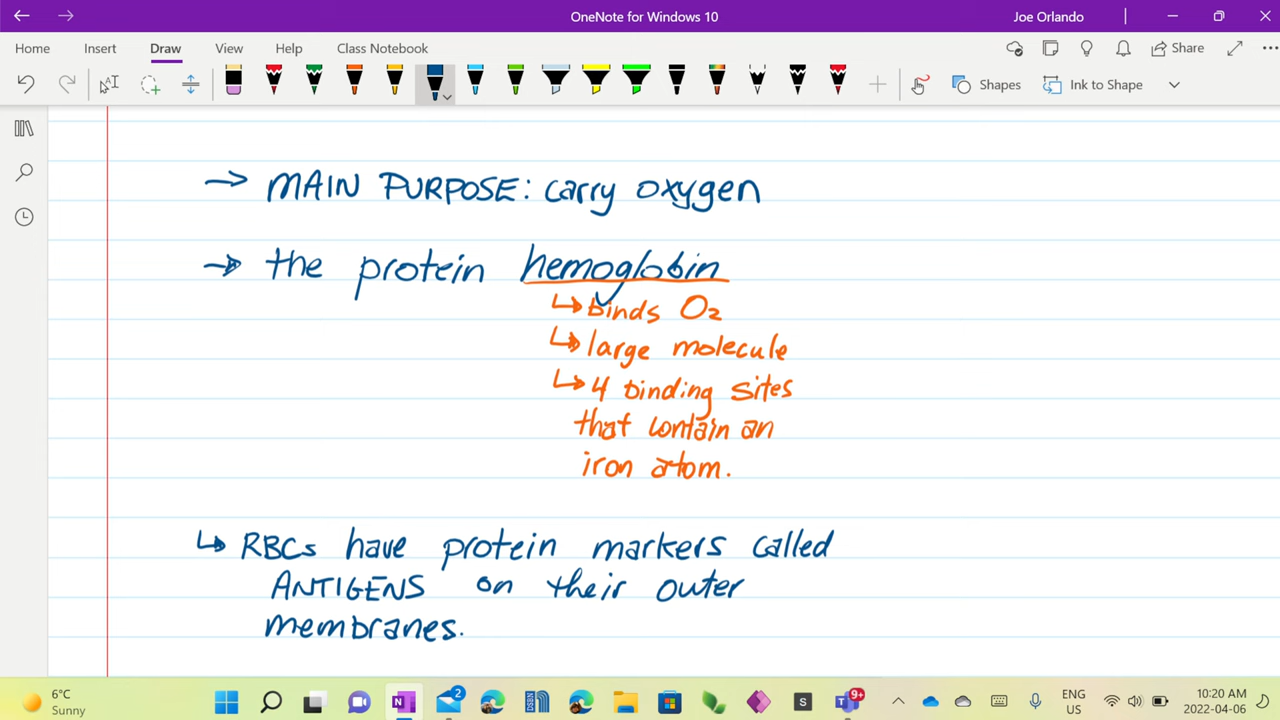 OneNote for Windows 10
Joe Orlando
Home Insert Draw View Help Class Notebook
Share
Shapes
Ink to Shape
→ MAIN PURPOSE: carry oxygen
→ the protein hemoglobin
↳ binds O₂
↳ large molecule
↳ 4 binding sites
that contain an
iron atom.
↳ RBCs have protein markers called
ANTIGENS on their outer
membranes.
6°C
Sunny
2
DSBN
N
S
9+
ENG
US
10:20 AM
2022-04-06